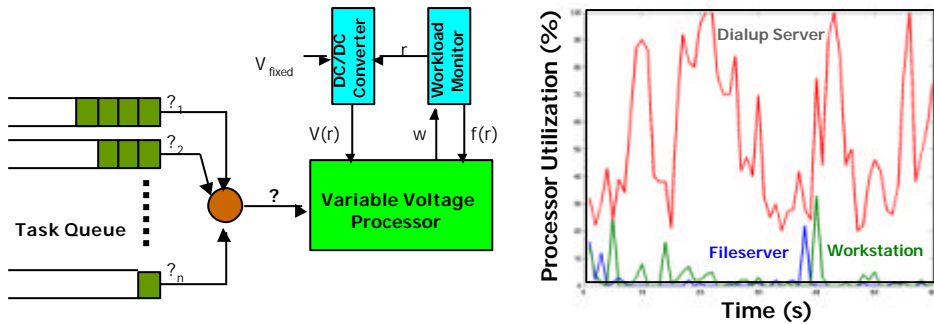 DC/DC
Converter
Workload
Monitor
r
V fixed
V(r)
w
f(r)
?1
?2
?n
?
Task Queue
Variable Voltage
Processor
Processor Utilization (%)
100
Dialup Server
Fileserver
Workstation
Time (s)